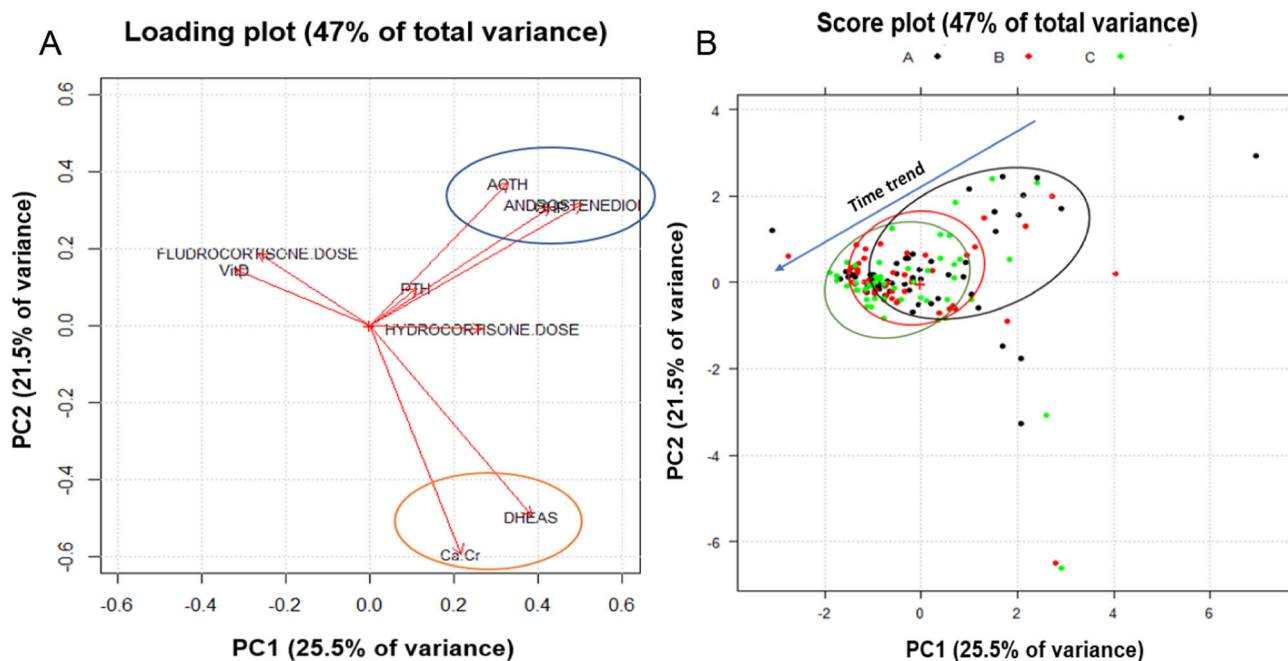 A
Loading plot (47% of total variance)
PC2 (21.5% of variance)
0.6
0.4
0.2
0.0
-0.2
-0.4
-0.6
ACTH
ANDROSTENEDIOI
FLUDROCORTISONE.DOSE
VitD
PTH
HYDROCORTISONE.DOSE
DHEAS
Ca.Cr
-0.6 -0.4 -0.2 0.0 0.2 0.4 0.6
PC1 (25.5% of variance)
B
Score plot (47% of total variance)
A B C
PC2 (21.5% of variance)
4
2
0
-2
-4
-6
Time trend
-2 0 2 4 6
PC1 (25.5% of variance)